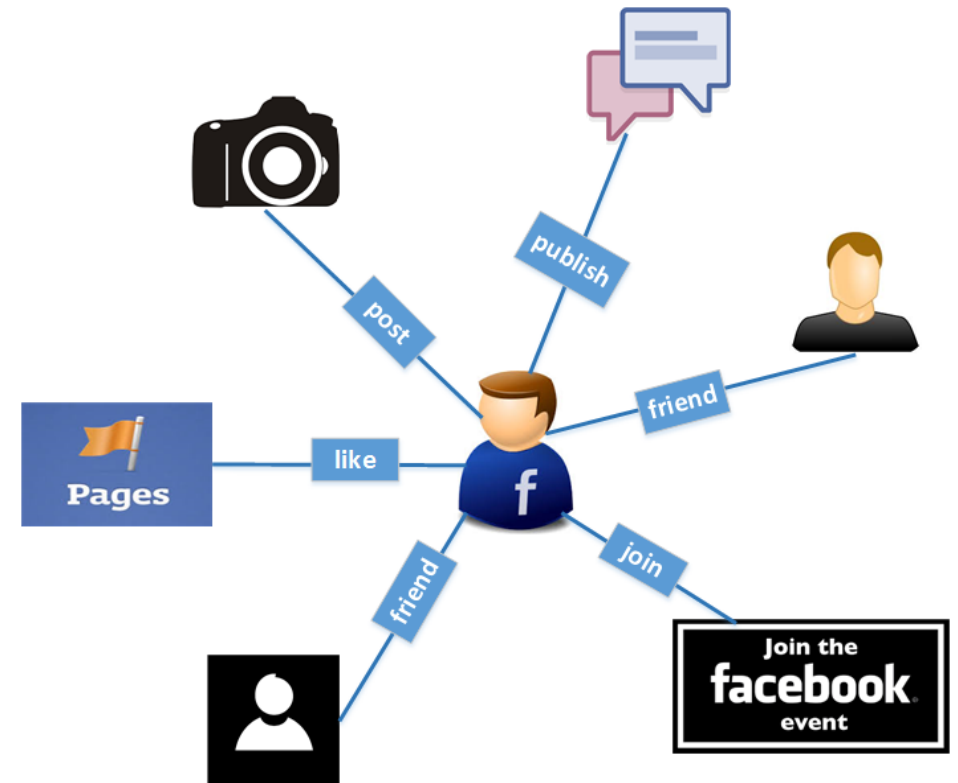 publish
post
friend
like
Pages
f
join
friend
Join the
facebook
event